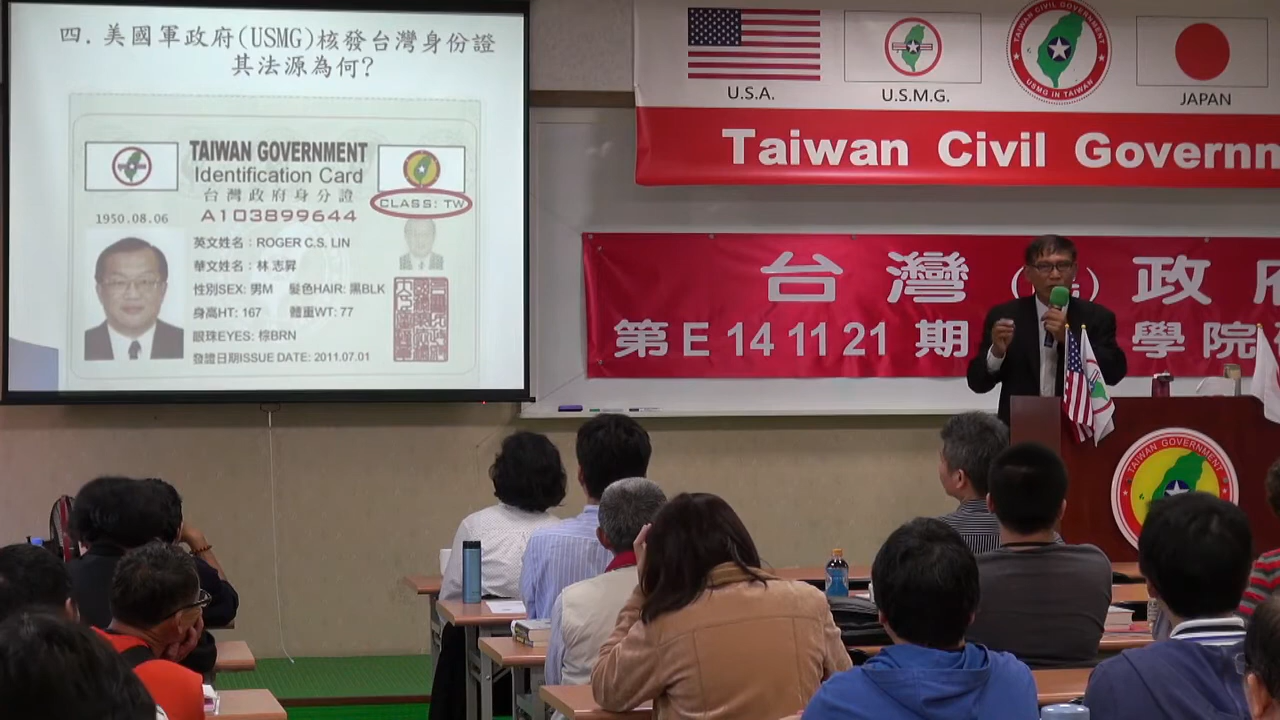 四. 美國軍政府(USMG)核發台灣身份證
其法源為何?
TAIWAN GOVERNMENT
Identification Card
台灣政府身分證
CLASS: TW
1950.08.06
A103899644
英文姓名：ROGER C.S. LIN
華文姓名：林 志昇
性別SEX: 男M 髮色HAIR: 黑BLK
身高HT: 167 體重WT: 77
眼珠EYES: 棕BRN
發證日期ISSUE DATE: 2011.07.01
U.S.A.
U.S.M.G.
TAIWAN CIVIL GOVERNMENT
USMG IN TAIWAN
JAPAN
Taiwan Civil Governm
台灣 政府
第E 14 11 21 期 學院
TAIWAN GOVERNMENT